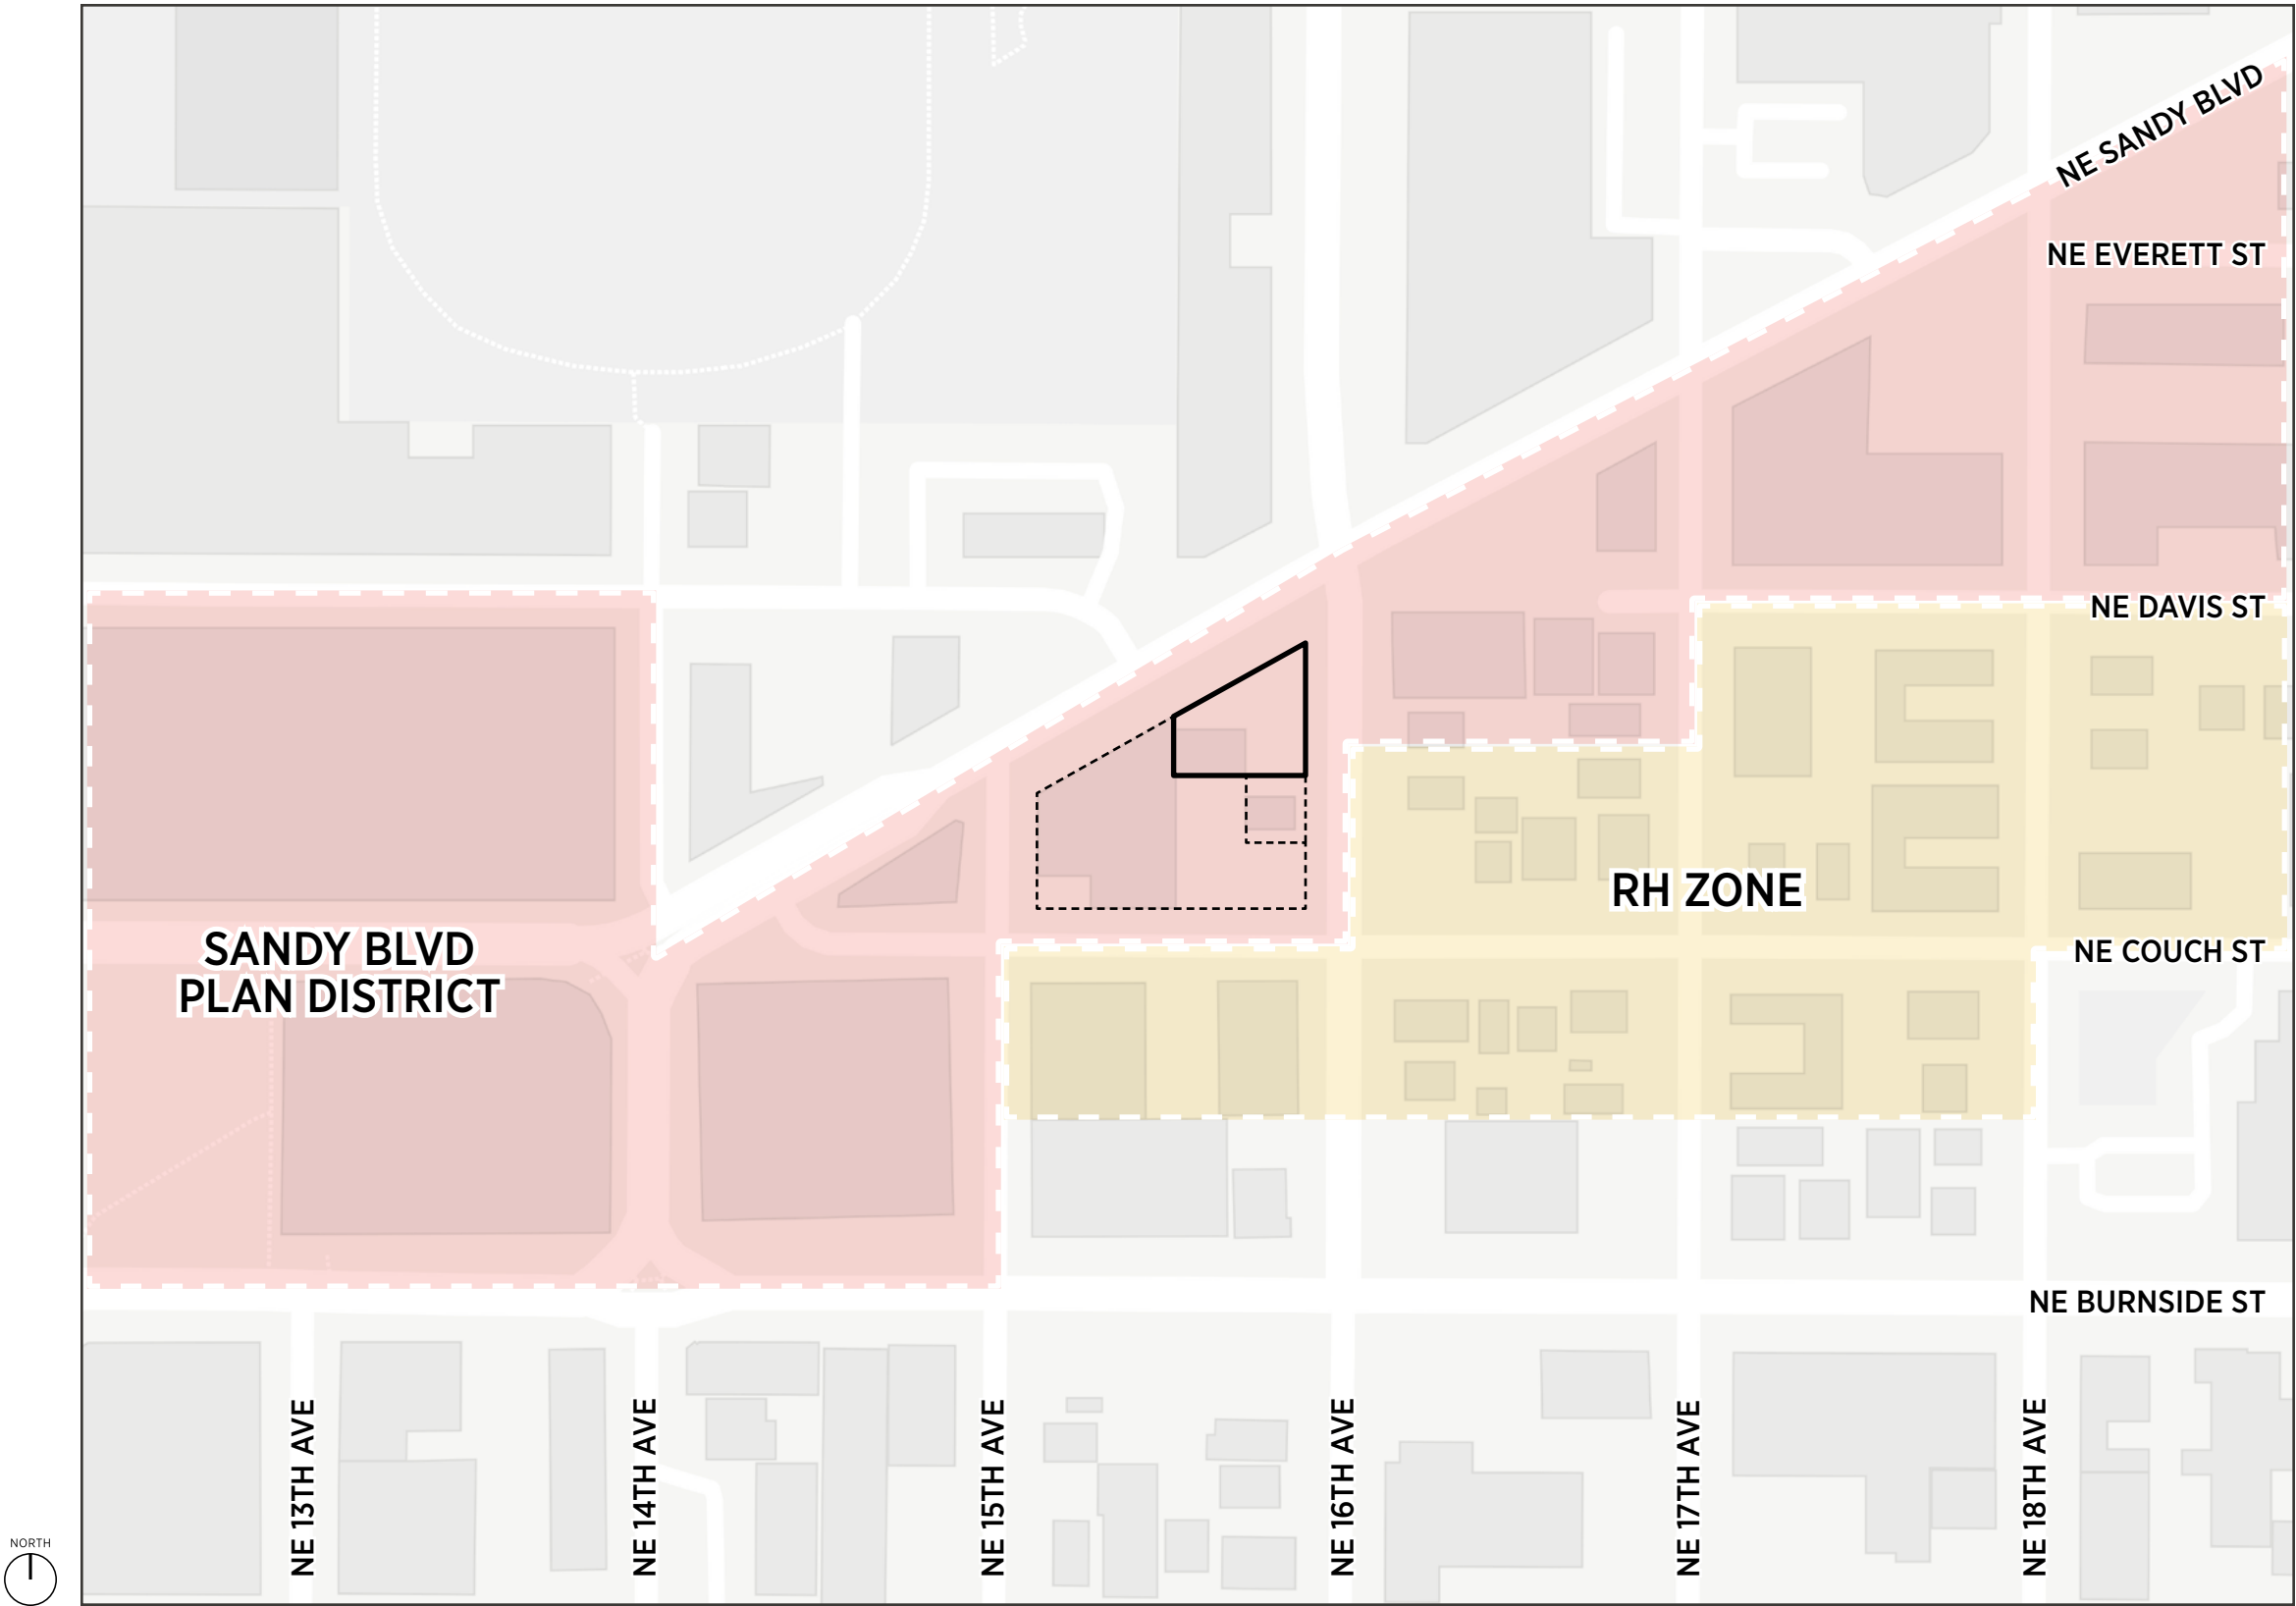 NE SANDY BLVD
NE EVERETT ST
NE DAVIS ST
RH ZONE
SANDY BLVD
PLAN DISTRICT
NE COUCH ST
NE BURNSIDE ST
NE 13TH AVE
NE 14TH AVE
NE 15TH AVE
NE 16TH AVE
NE 17TH AVE
NE 18TH AVE
NORTH